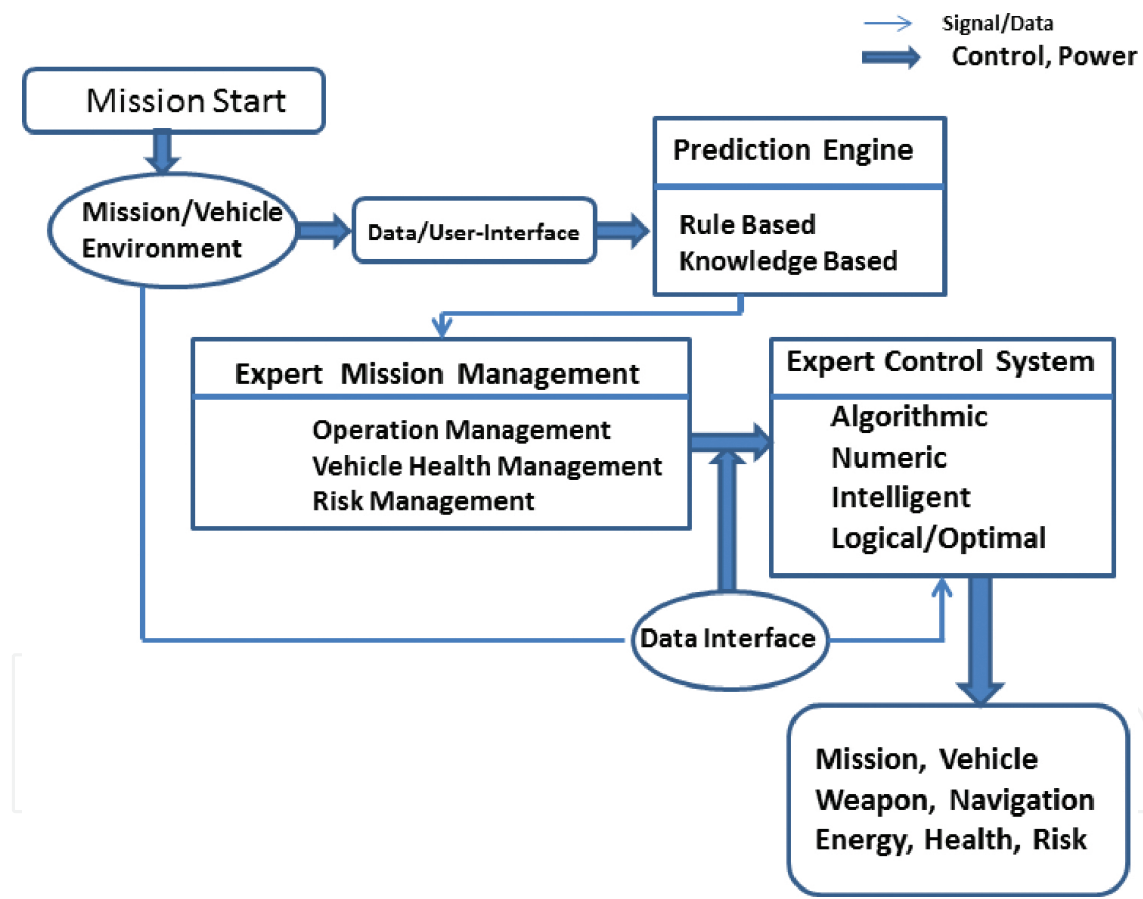 Signal/Data
Control, Power
Mission Start
Prediction Engine
Mission/Vehicle
Environment
Data/User-Interface
Rule Based
Knowledge Based
Expert Mission Management
Operation Management
Vehicle Health Management
Risk Management
Expert Control System
Algorithmic
Numeric
Intelligent
Logical/Optimal
Data Interface
Mission, Vehicle
Weapon, Navigation
Energy, Health, Risk